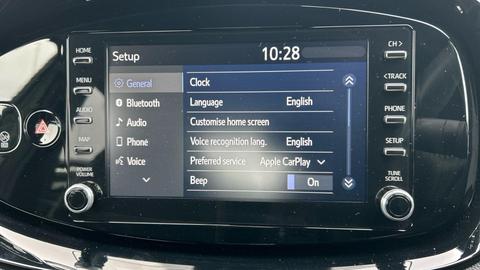 Setup 10:28
HOME
MENU
AUDIO
MAP
POWER
VOLUME
General
Bluetooth
Audio
Phone
Voice
Clock
Language English
Customise home screen
Voice recognition lang. English
Preferred service Apple CarPlay
Beep On
CH >
< TRACK
PHONE
SETUP
TUNE
SCROLL